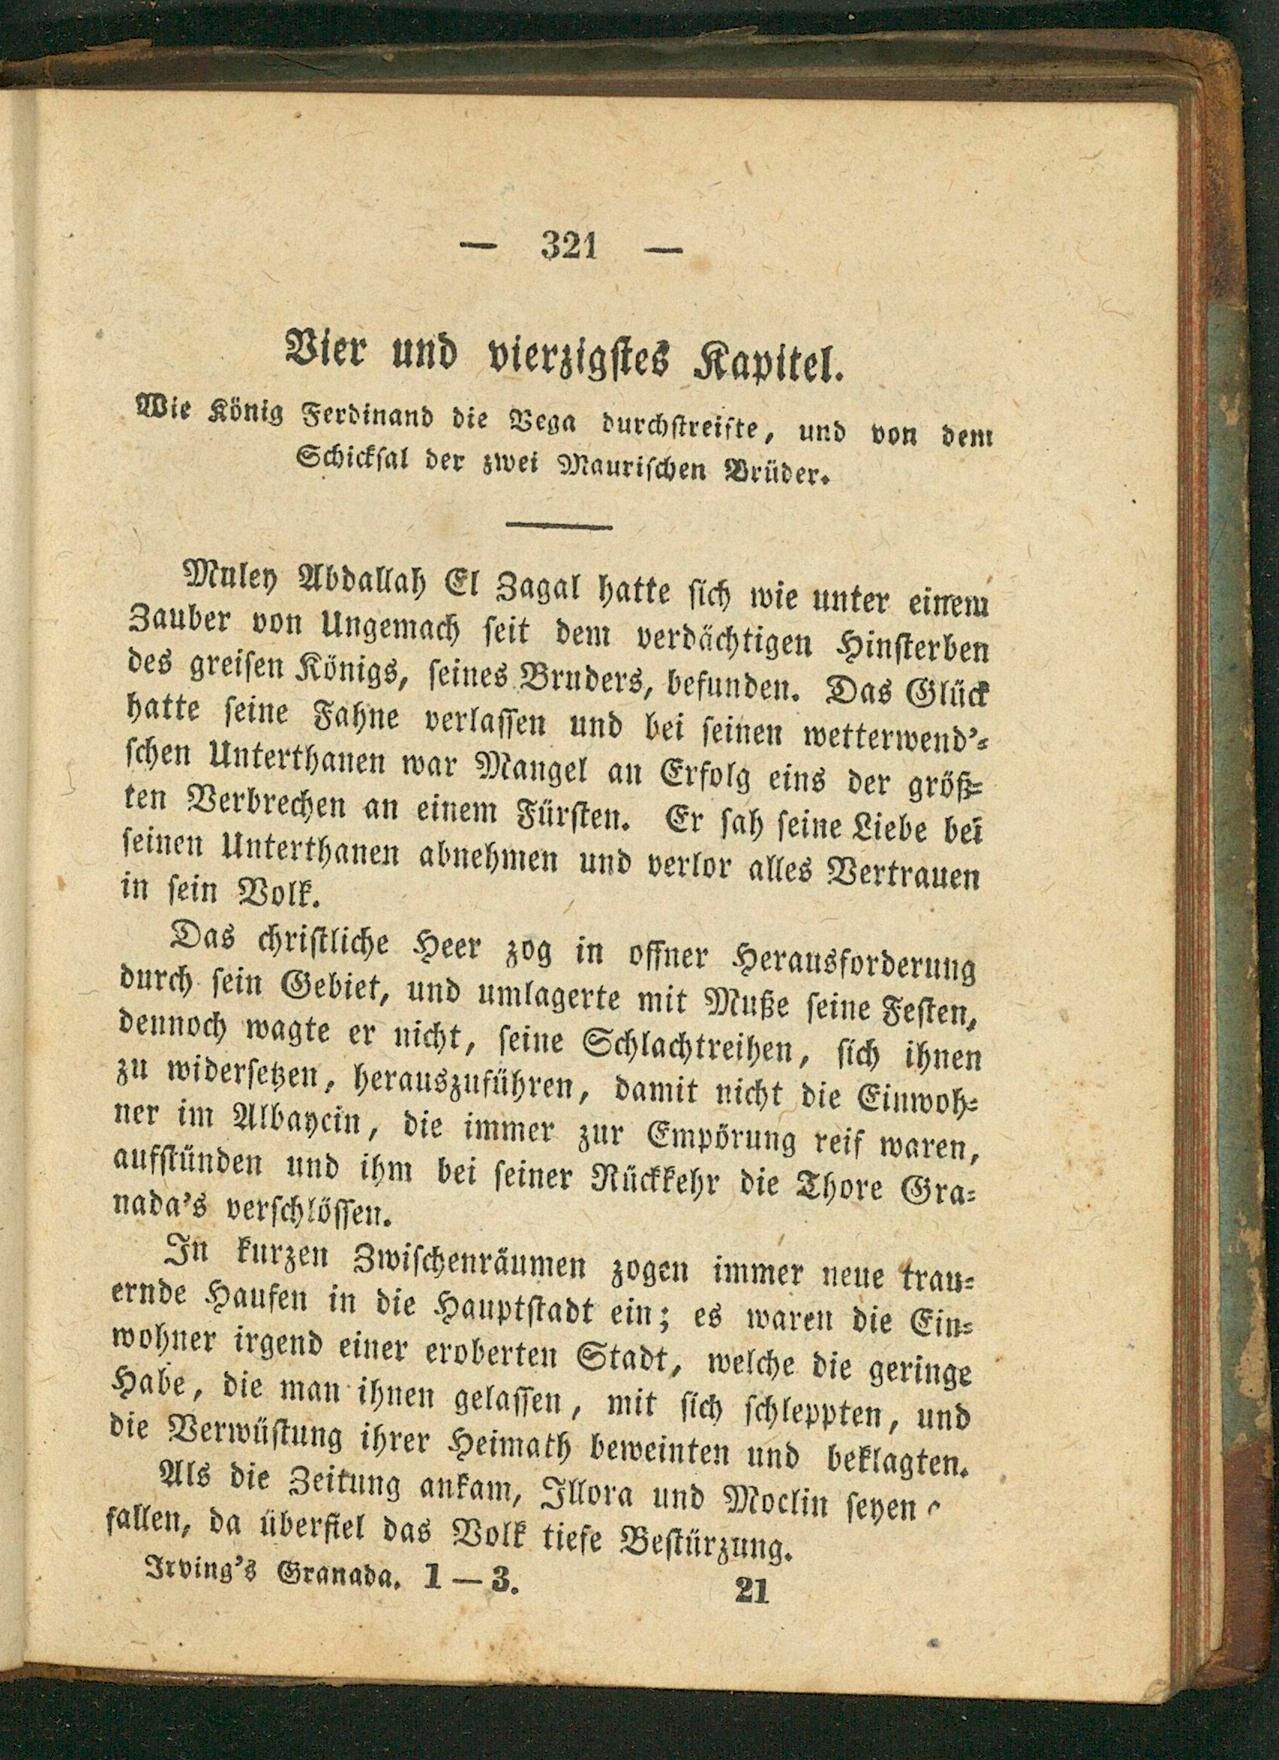 — 321 —
Vier und vierzigstes Kapitel.
Wie König Ferdinand die Vega durchstreifte, und von dem
Schicksal der zwei Maurischen Brüder.
Muley Abdallah El Zagal hatte sich wie unter einem
Zauber von Ungemach seit dem verdächtigen Hinsterben
des greisen Königs, seines Bruders, befunden. Das Glück
hatte seine Fahne verlassen und bei seinen wetterwend'-
schen Unterthanen war Mangel an Erfolg eins der größ-
ten Verbrechen an einem Fürsten. Er sah seine Liebe bei
seinen Unterthanen abnehmen und verlor alles Vertrauen
in sein Volk.
Das christliche Heer zog in offner Herausforderung
durch sein Gebiet, und umlagerte mit Muße seine Festen,
dennoch wagte er nicht, seine Schlachtreihen, sich ihnen
zu widersetzen, herauszuführen, damit nicht die Einwoh-
ner im Albaycin, die immer zur Empörung reif waren,
aufstünden und ihm bei seiner Rückkehr die Thore Gra-
nada's verschlössen.
In kurzen Zwischenräumen zogen immer neue trau-
ernde Haufen in die Hauptstadt ein; es waren die Ein-
wohner irgend einer eroberten Stadt, welche die geringe
Habe, die man ihnen gelassen, mit sich schleppten, und
die Verwüstung ihrer Heimath beweinten und beklagten.
Als die Zeitung ankam, Illora und Moclin seyen
fallen, da überfiel das Volk tiefe Bestürzung.
Irving's Granada. 1 — 3. 21